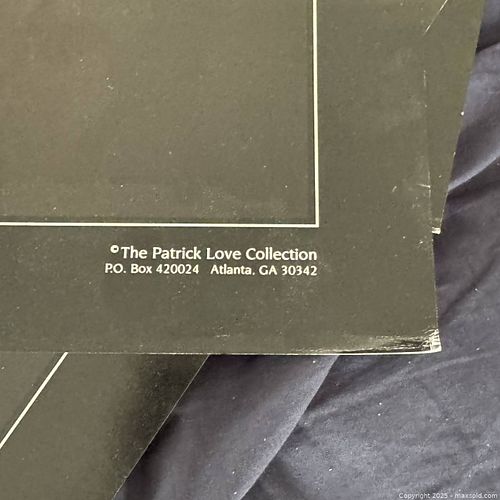 ©The Patrick Love Collection
P.O. Box 420024 Atlanta, GA 30342
Copyright 2025 - maxsold.com